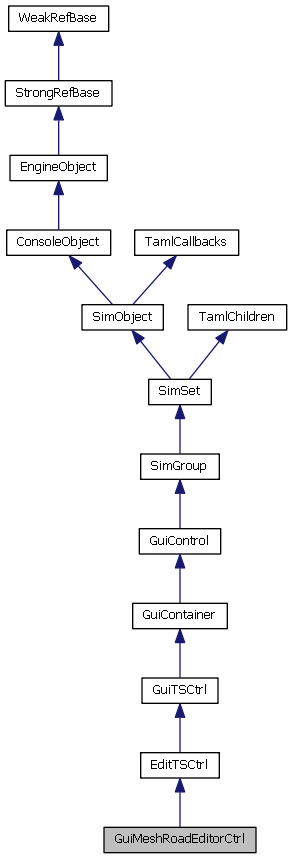 WeakRefBase
StrongRefBase
EngineObject
ConsoleObject
TamlCallbacks
SimObject
TamlChildren
SimSet
SimGroup
GuiControl
GuiContainer
GuiTSCtrl
EditTSCtrl
GuiMeshRoadEditorCtrl